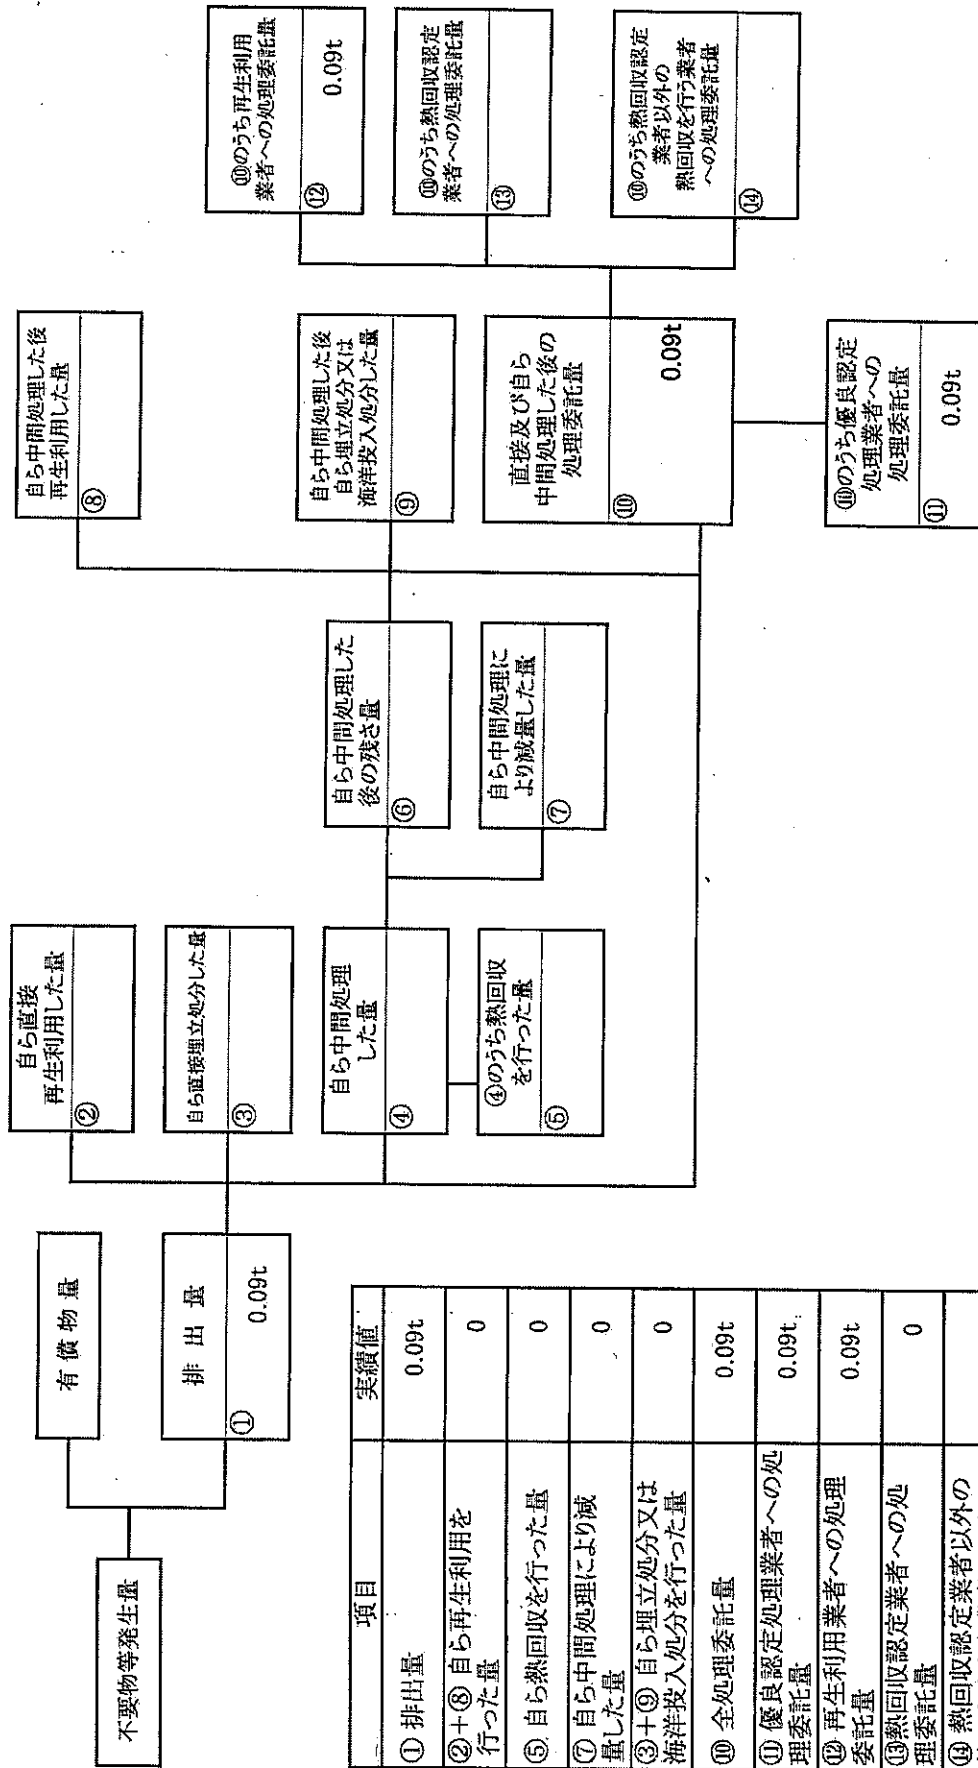 不要物等発生量
有償物量
排出量
①
0.09t
自ら直接
再生利用した量
②
自ら直接埋立処分した量
③
自ら中間処理
した量
④
④のうち熱回収
を行った量
⑤
自ら中間処理した
後の残さ量
⑥
自ら中間処理に
より減量した量
⑦
自ら中間処理した後
再生利用した量
⑧
自ら中間処理した後
自ら埋立処分又は
海洋投入処分した量
⑨
直接及び自ら
中間処理した後の
処理委託量
⑩
0.09t
⑩のうち優良認定
処理業者への
処理委託量
⑪
0.09t
⑩のうち再生利用
業者への処理委託量
⑫
0.09t
⑩のうち熱回収認定
業者への処理委託量
⑬
⑩のうち熱回収認定
業者以外の
熱回収を行う業者
への処理委託量
⑭
項目 実績値
① 排出量 0.09t
②+⑧ 自ら再生利用を
行った量 0
⑤ 自ら熱回収を行った量 0
⑦ 自ら中間処理により減
量した量 0
③+⑨ 自ら埋立処分又は
海洋投入処分を行った量 0
⑩ 全処理委託量 0.09t
⑪ 優良認定処理業者への処
理委託量 0.09t
⑫ 再生利用業者への処理
委託量 0.09t
⑬熱回収認定業者への処
理委託量 0
⑭ 熱回収認定業者以外の